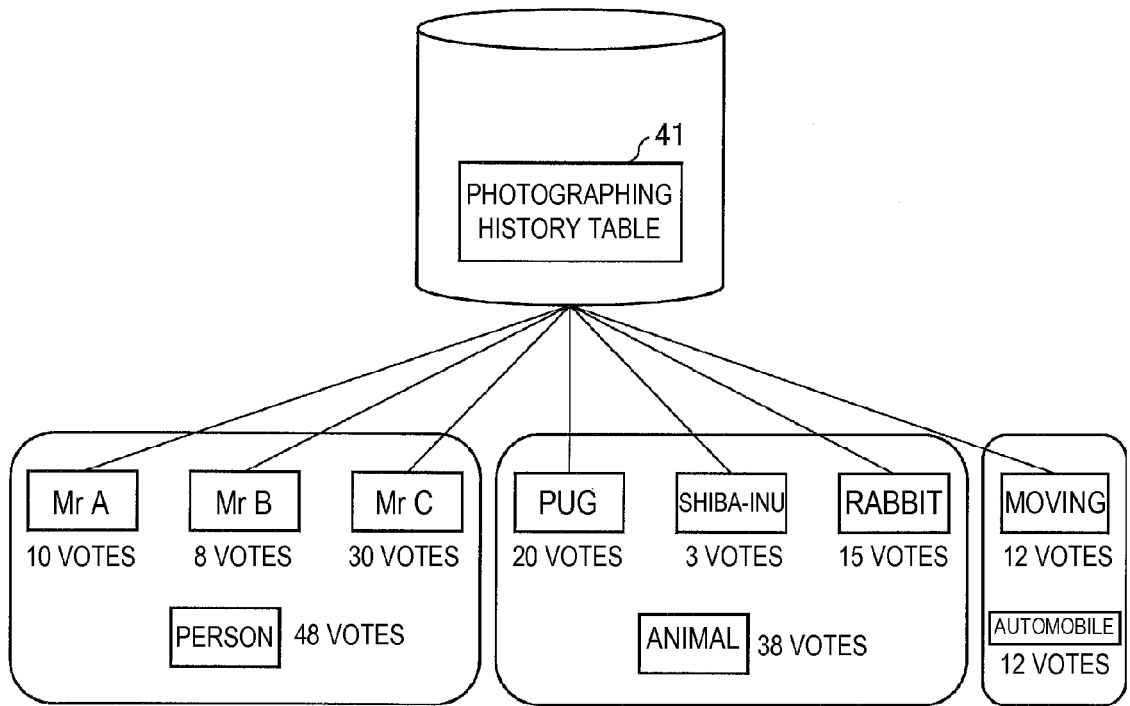 41
PHOTOGRAPHING
HISTORY TABLE
Mr A
Mr B
Mr C
PUG
SHIBA-INU
RABBIT
MOVING
10 VOTES
8 VOTES
30 VOTES
20 VOTES
3 VOTES
15 VOTES
12 VOTES
PERSON
48 VOTES
ANIMAL
38 VOTES
AUTOMOBILE
12 VOTES